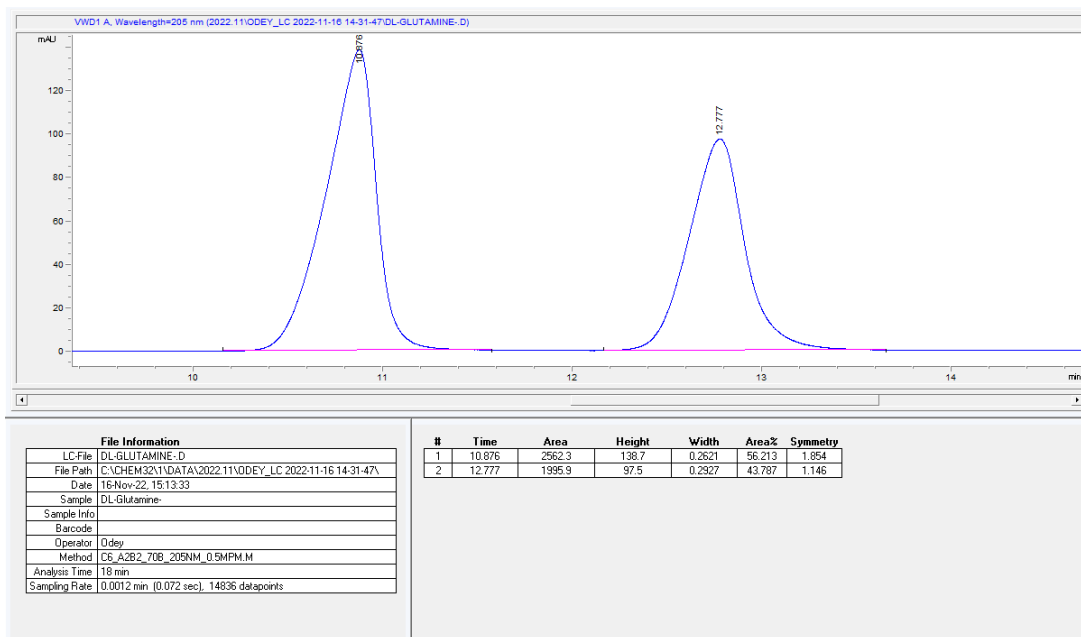 VWD1 A, Wavelength=205 nm (2022.11\ODEY_LC 2022-11-16 14-31-47\DL-GLUTAMINE-.D)
mAU
10.876
12.777
120
100
80
60
40
20
0
10 11 12 13 14 min
File Information
LC-File DL-GLUTAMINE-.D
File Path C:\CHEM32\1\DATA\2022.11\ODEY_LC 2022-11-16 14-31-47\
Date 16-Nov-22, 15:13:33
Sample DL-Glutamine-
Sample Info
Barcode
Operator Odey
Method C6_A2B2_70B_205NM_0.5MPM.M
Analysis Time 18 min
Sampling Rate 0.0012 min (0.072 sec), 14836 datapoints
# Time Area Height Width Area% Symmetry
1 10.876 2562.3 138.7 0.2621 56.213 1.854
2 12.777 1995.9 97.5 0.2927 43.787 1.146